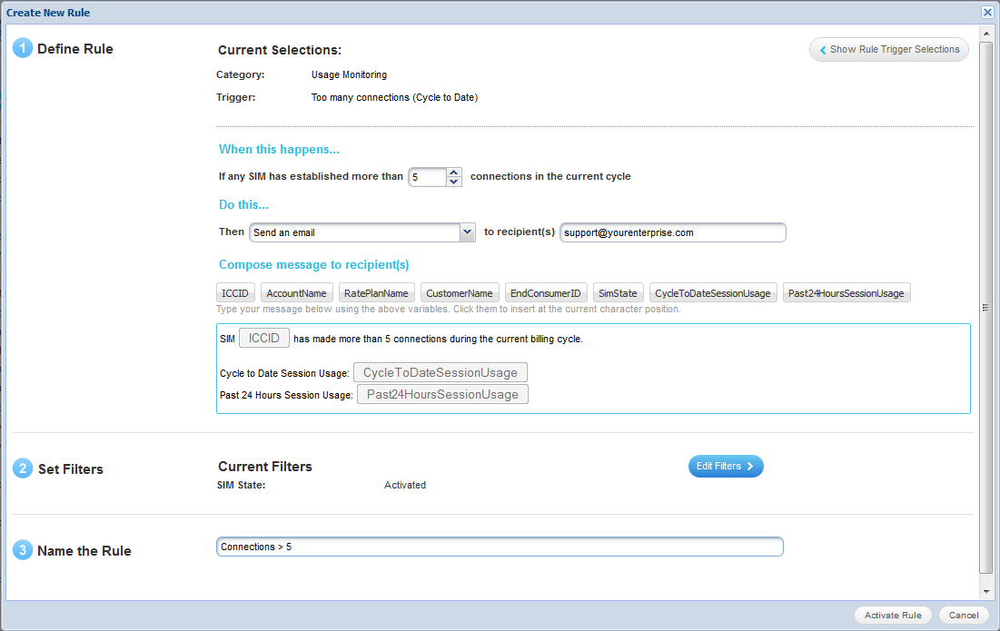 Create New Rule
1 Define Rule
Current Selections:
Show Rule Trigger Selections
Category: Usage Monitoring
Trigger: Too many connections (Cycle to Date)
When this happens...
If any SIM has established more than 5 connections in the current cycle
Do this...
Then Send an email to recipient(s) support@yourenterprise.com
Compose message to recipient(s)
ICCID AccountName RatePlanName CustomerName EndConsumerID SimState CycleToDateSessionUsage Past24HoursSessionUsage
Type your message below using the above variables. Click them to insert at the current character position.
SIM ICCID has made more than 5 connections during the current billing cycle.
Cycle to Date Session Usage: CycleToDateSessionUsage
Past 24 Hours Session Usage: Past24HoursSessionUsage
2 Set Filters
Current Filters
Edit Filters
SIM State: Activated
3 Name the Rule
Connections > 5
Activate Rule Cancel